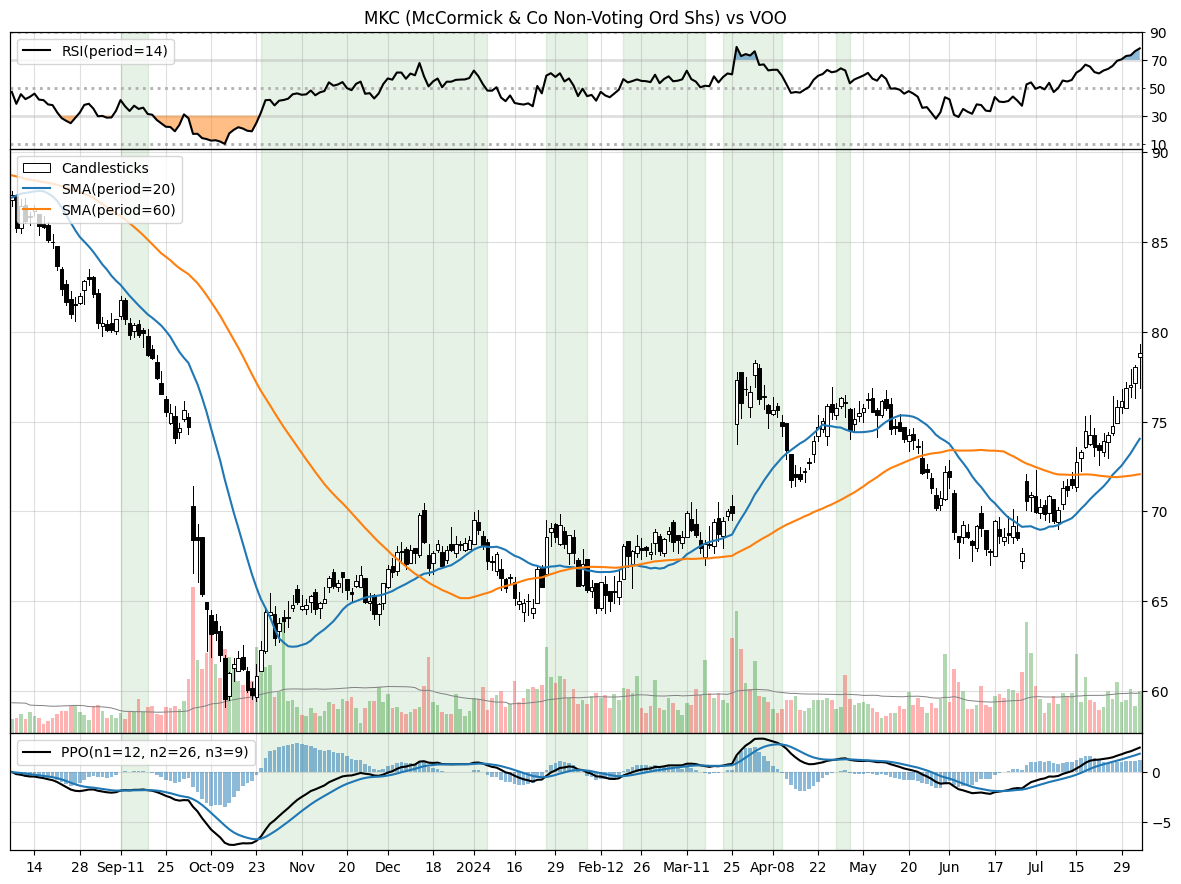 MKC (McCormick & Co Non-Voting Ord Shs) vs VOO
RSI(period=14)
90
70
50
30
10
Candlesticks
SMA(period=20)
SMA(period=60)
90
85
80
75
70
65
60
PPO(n1=12, n2=26, n3=9)
0
−5
14 28 Sep-11 25 Oct-09 23 Nov 20 Dec 18 2024 16 29 Feb-12 26 Mar-11 25 Apr-08 22 May 20 Jun 17 Jul 15 29